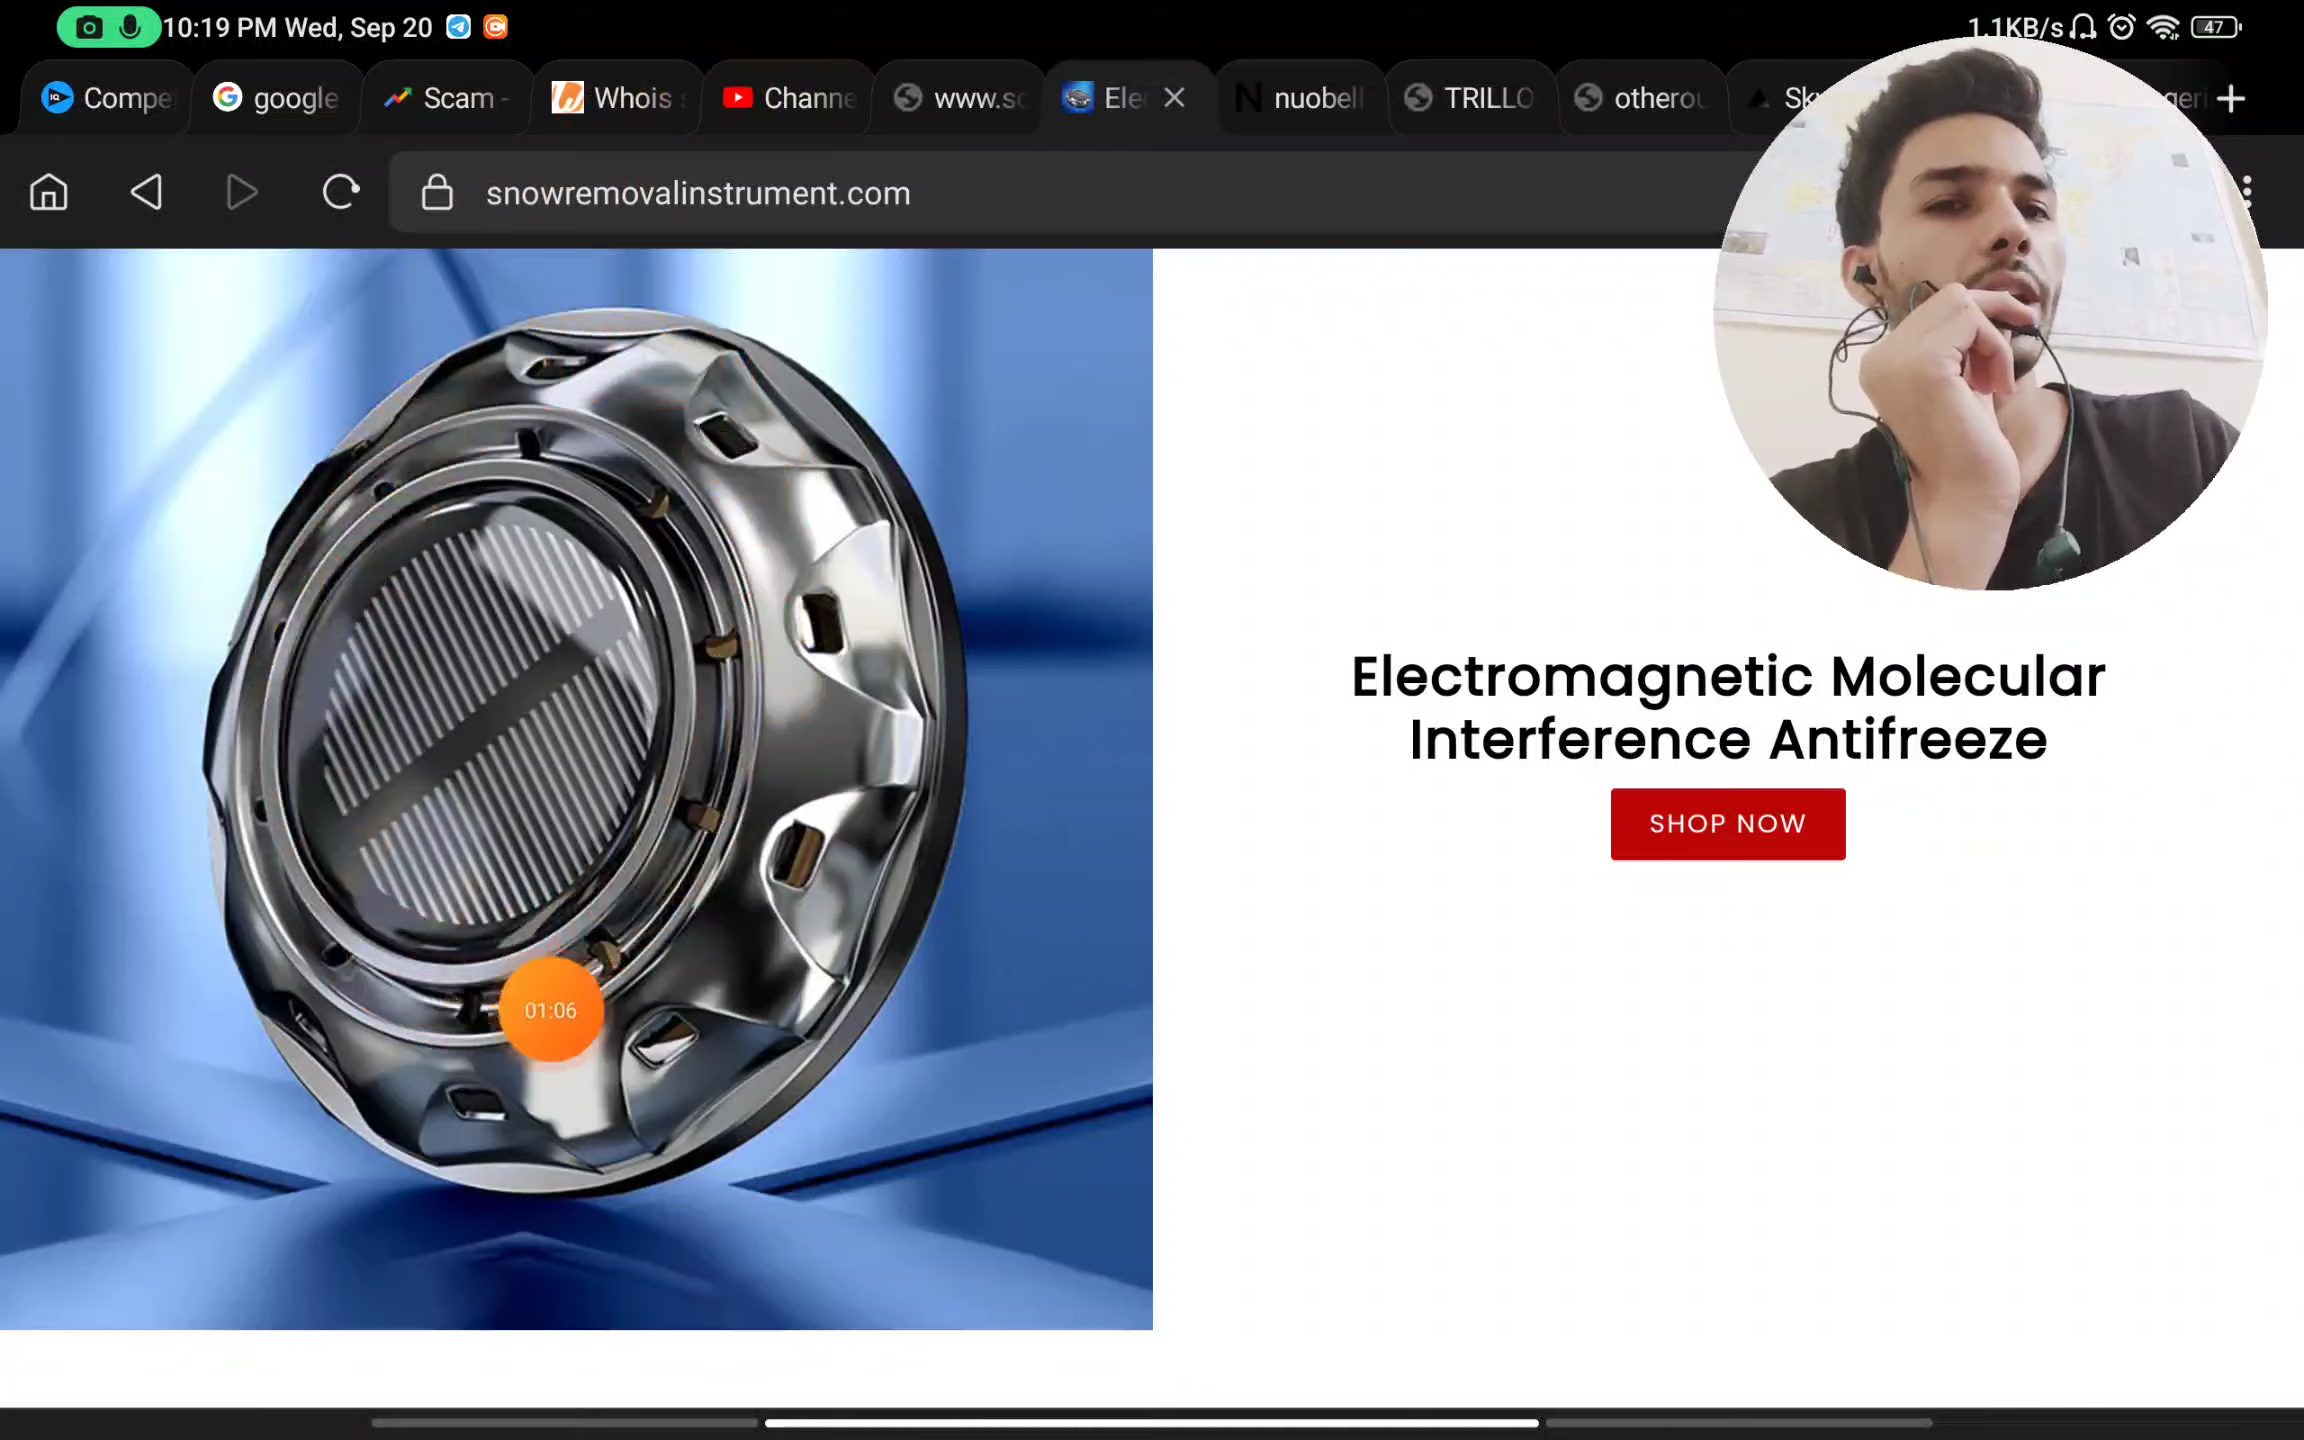 10:19 PM Wed, Sep 20
1.1KB/s
47
Compe
google
Scam -
Whois
Channe
www.sc
Ele
nuobell
TRILLO
otherou
Sk
geri
snowremovalinstrument.com
Electromagnetic Molecular
Interference Antifreeze
SHOP NOW
01:06